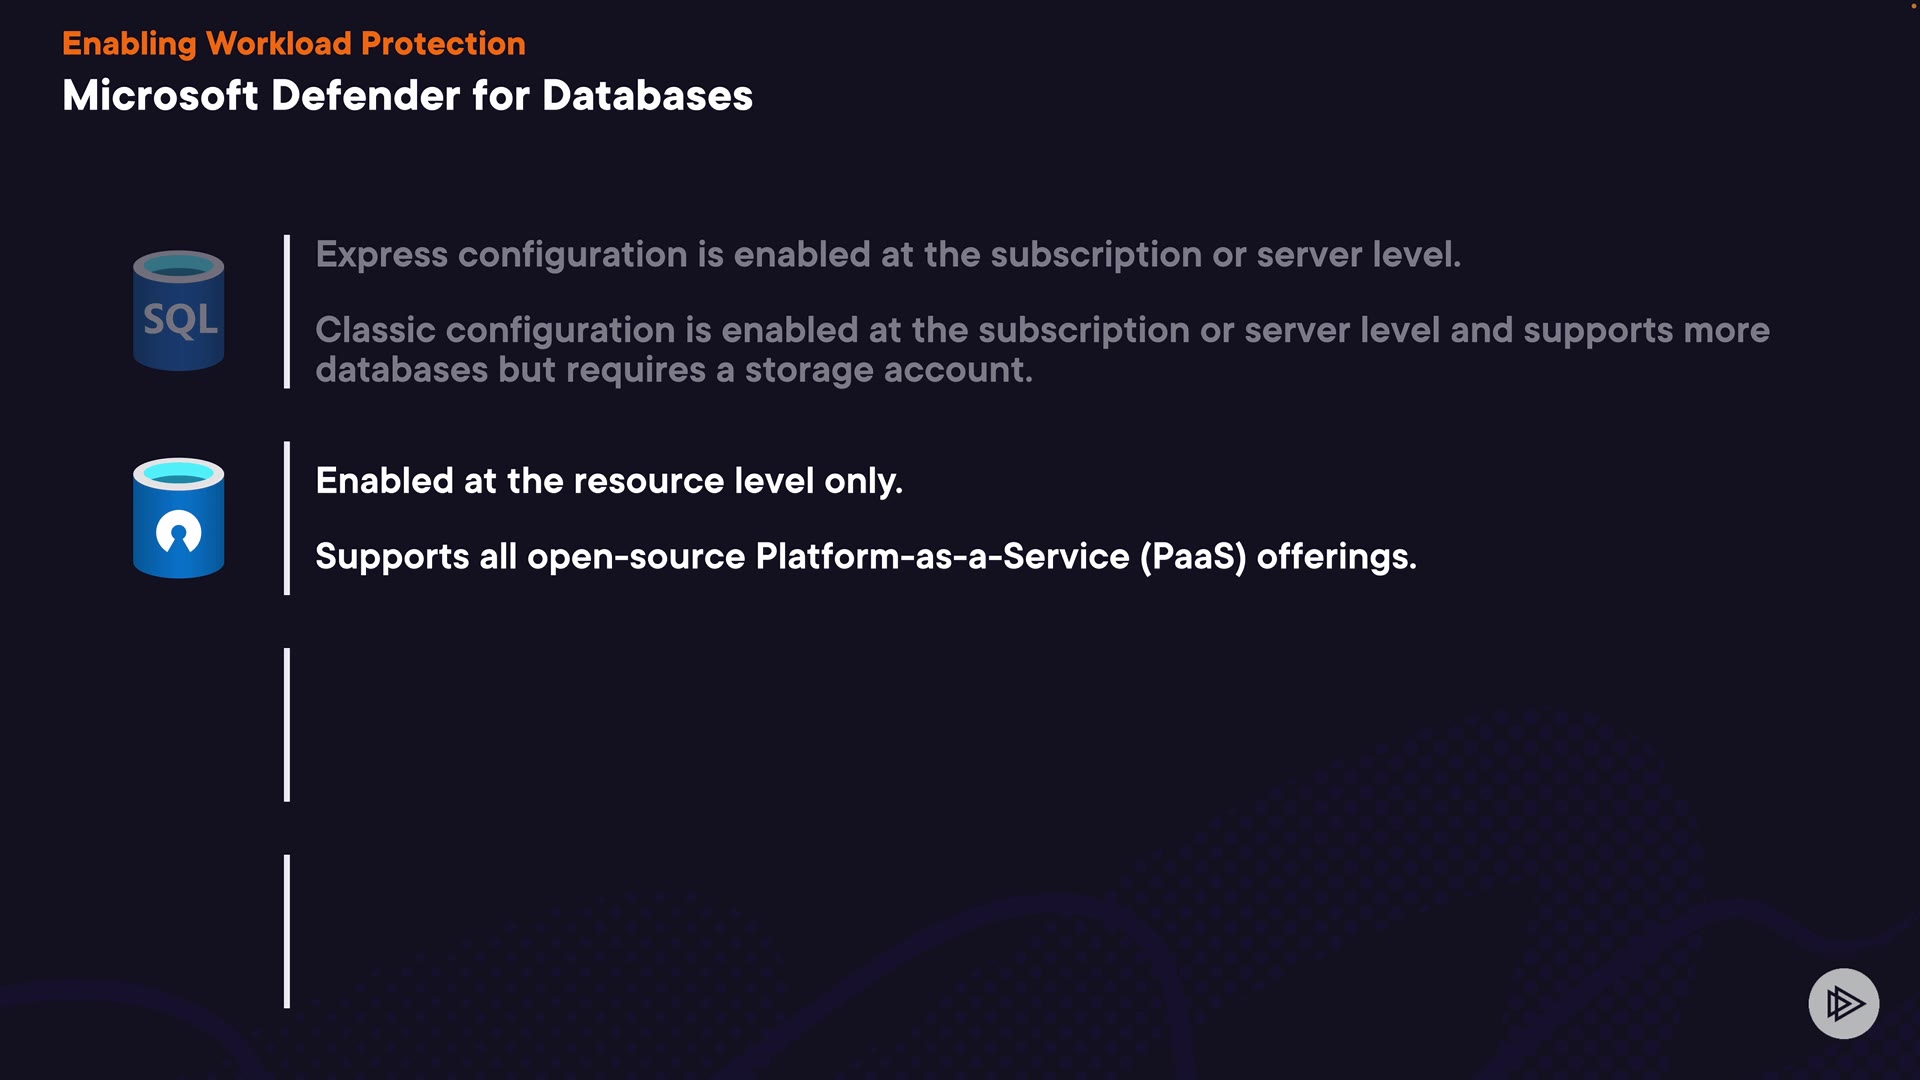 Enabling Workload Protection
Microsoft Defender for Databases
SQL
Express configuration is enabled at the subscription or server level.
Classic configuration is enabled at the subscription or server level and supports more
databases but requires a storage account.
Enabled at the resource level only.
Supports all open-source Platform-as-a-Service (PaaS) offerings.